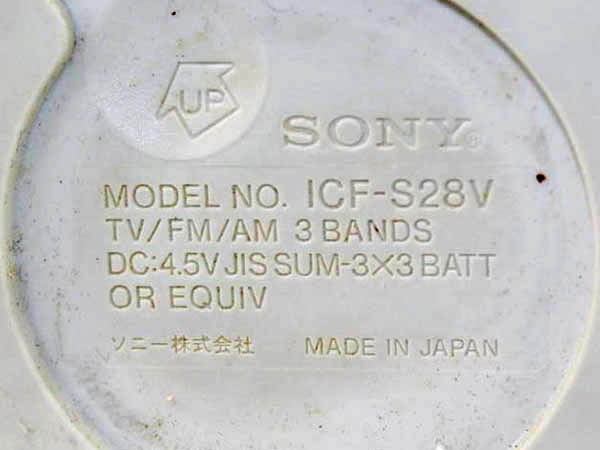 UP
SONY®
MODEL NO. ICF-S28V
TV/FM/AM 3 BANDS
DC:4.5V JIS SUM-3×3 BATT
OR EQUIV
ソニー株式会社 MADE IN JAPAN